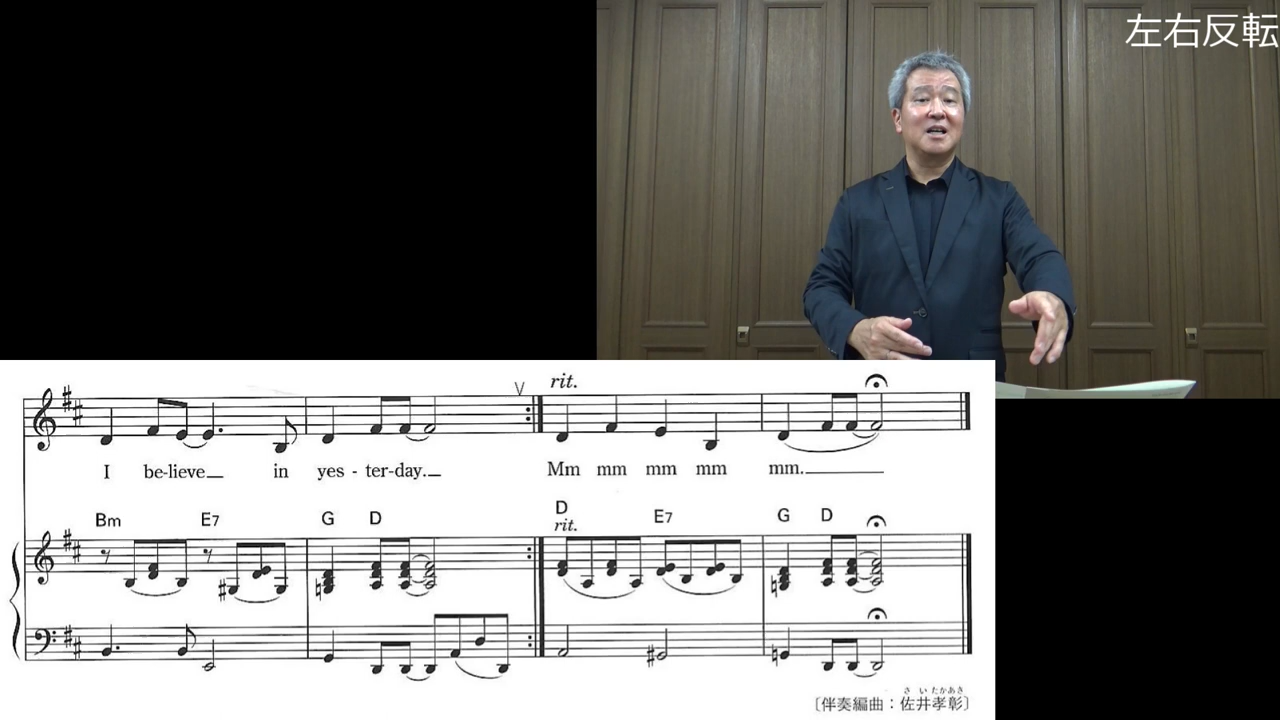 左右反転
rit.
I be-lieve in yes - ter-day. Mm mm mm mm mm.
Bm E7 G D D E7 G D
rit.
さ い たかあき
〔伴奏編曲：佐井孝彰〕